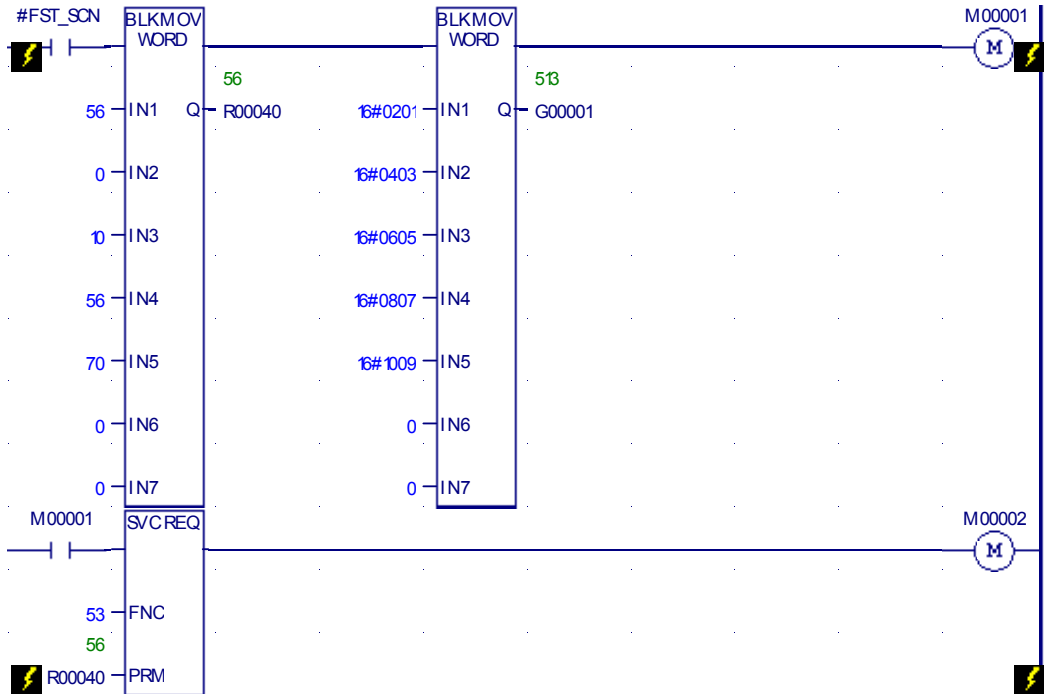 #FST_SCN BLKMOV WORD BLKMOV WORD M00001
M
56 513
56 IN1 Q R00040 16#0201 IN1 Q G00001
0 IN2 16#0403 IN2
10 IN3 16#0605 IN3
56 IN4 16#0807 IN4
70 IN5 16#1009 IN5
0 IN6 0 IN6
0 IN7 0 IN7
M00001 SVC REQ M00002
M
53 FNC
56
R00040 PRM